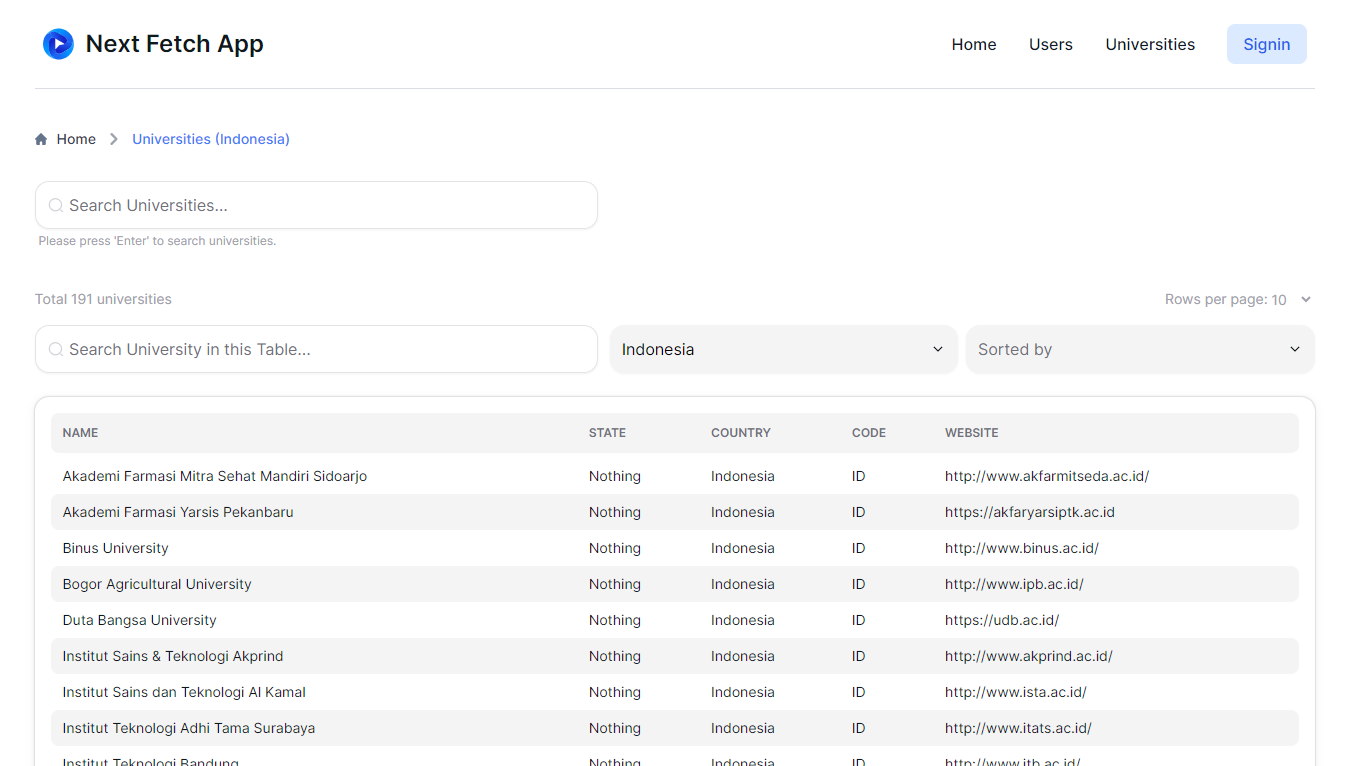 Next Fetch App Home Users Universities Signin
Home Universities (Indonesia)
Search Universities...
Please press 'Enter' to search universities.
Total 191 universities Rows per page: 10
Search University in this Table... Indonesia Sorted by
NAME STATE COUNTRY CODE WEBSITE
Akademi Farmasi Mitra Sehat Mandiri Sidoarjo Nothing Indonesia ID http://www.akfarmitseda.ac.id/
Akademi Farmasi Yarsis Pekanbaru Nothing Indonesia ID https://akfaryarsiptk.ac.id
Binus University Nothing Indonesia ID http://www.binus.ac.id/
Bogor Agricultural University Nothing Indonesia ID http://www.ipb.ac.id/
Duta Bangsa University Nothing Indonesia ID https://udb.ac.id/
Institut Sains & Teknologi Akprind Nothing Indonesia ID http://www.akprind.ac.id/
Institut Sains dan Teknologi Al Kamal Nothing Indonesia ID http://www.ista.ac.id/
Institut Teknologi Adhi Tama Surabaya Nothing Indonesia ID http://www.itats.ac.id/
Institut Teknologi Bandung Nothing Indonesia ID http://www.itb.ac.id/